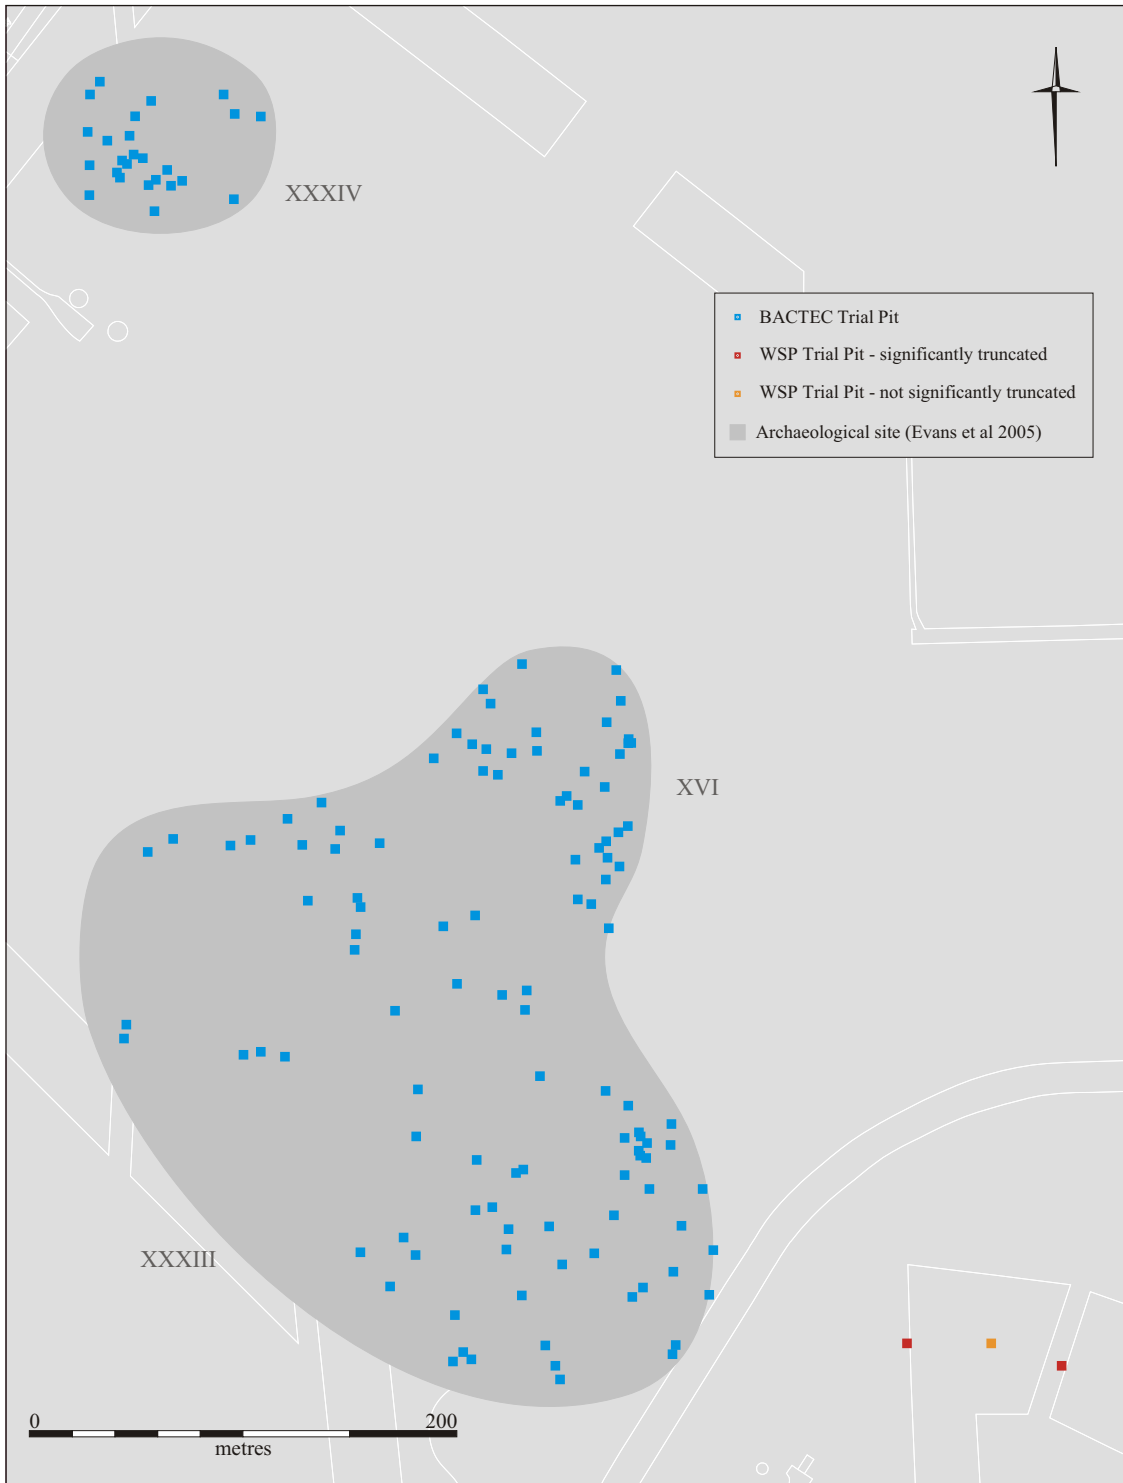 XXXIV
BACTEC Trial Pit
WSP Trial Pit - significantly truncated
WSP Trial Pit - not significantly truncated
Archaeological site (Evans et al 2005)
XVI
XXXIII
0 200
metres